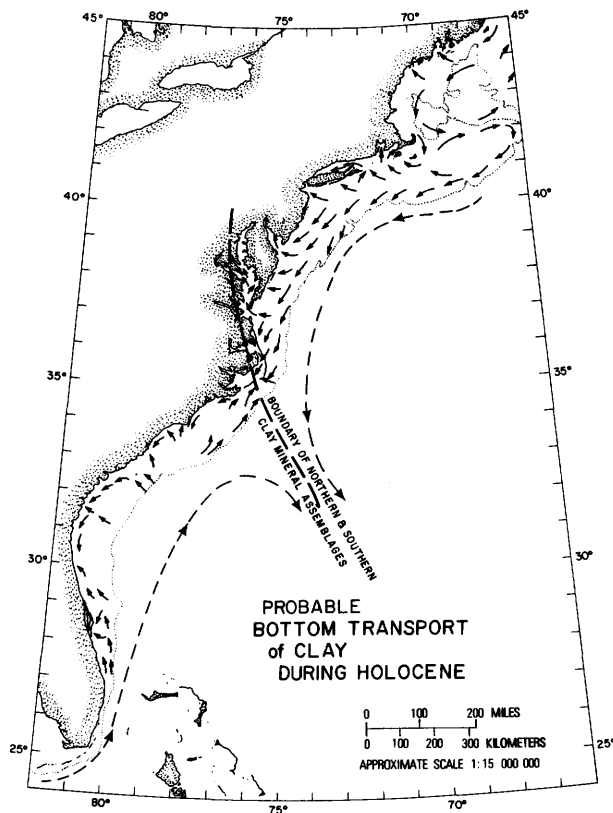 45° 80° 75° 70° 45°
40°
40°
35°
35°
BOUNDARY OF NORTHERN & SOUTHERN
CLAY MINERAL ASSEMBLAGES
30°
30°
PROBABLE
BOTTOM TRANSPORT
of CLAY
DURING HOLOCENE
0 100 200 MILES
0 100 200 300 KILOMETERS
APPROXIMATE SCALE 1:15 000 000
25°
25°
80° 75° 70°